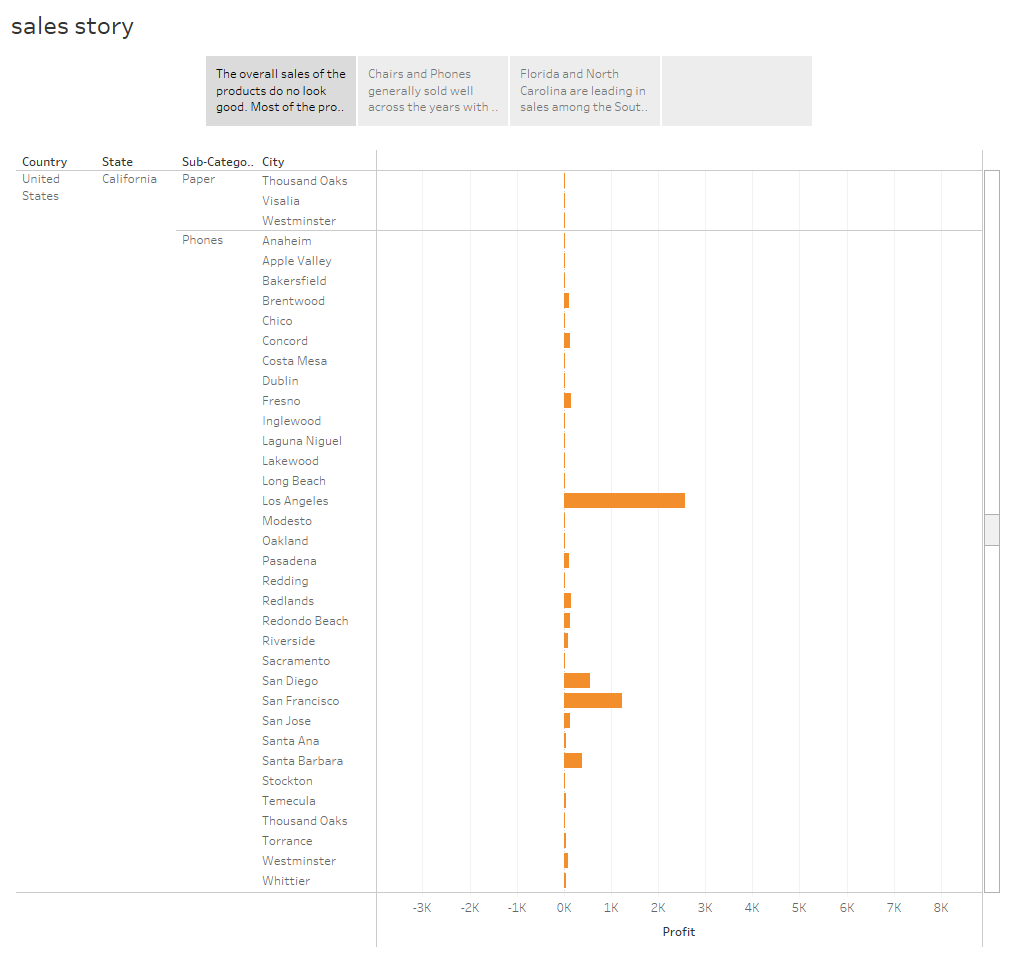 sales story
The overall sales of the
products do no look
good. Most of the pro..
Chairs and Phones
generally sold well
across the years with ..
Florida and North
Carolina are leading in
sales among the Sout..
Country State Sub-Catego.. City
United States California Paper Thousand Oaks
Visalia
Westminster
Phones Anaheim
Apple Valley
Bakersfield
Brentwood
Chico
Concord
Costa Mesa
Dublin
Fresno
Inglewood
Laguna Niguel
Lakewood
Long Beach
Los Angeles
Modesto
Oakland
Pasadena
Redding
Redlands
Redondo Beach
Riverside
Sacramento
San Diego
San Francisco
San Jose
Santa Ana
Santa Barbara
Stockton
Temecula
Thousand Oaks
Torrance
Westminster
Whittier
-3K -2K -1K 0K 1K 2K 3K 4K 5K 6K 7K 8K
Profit